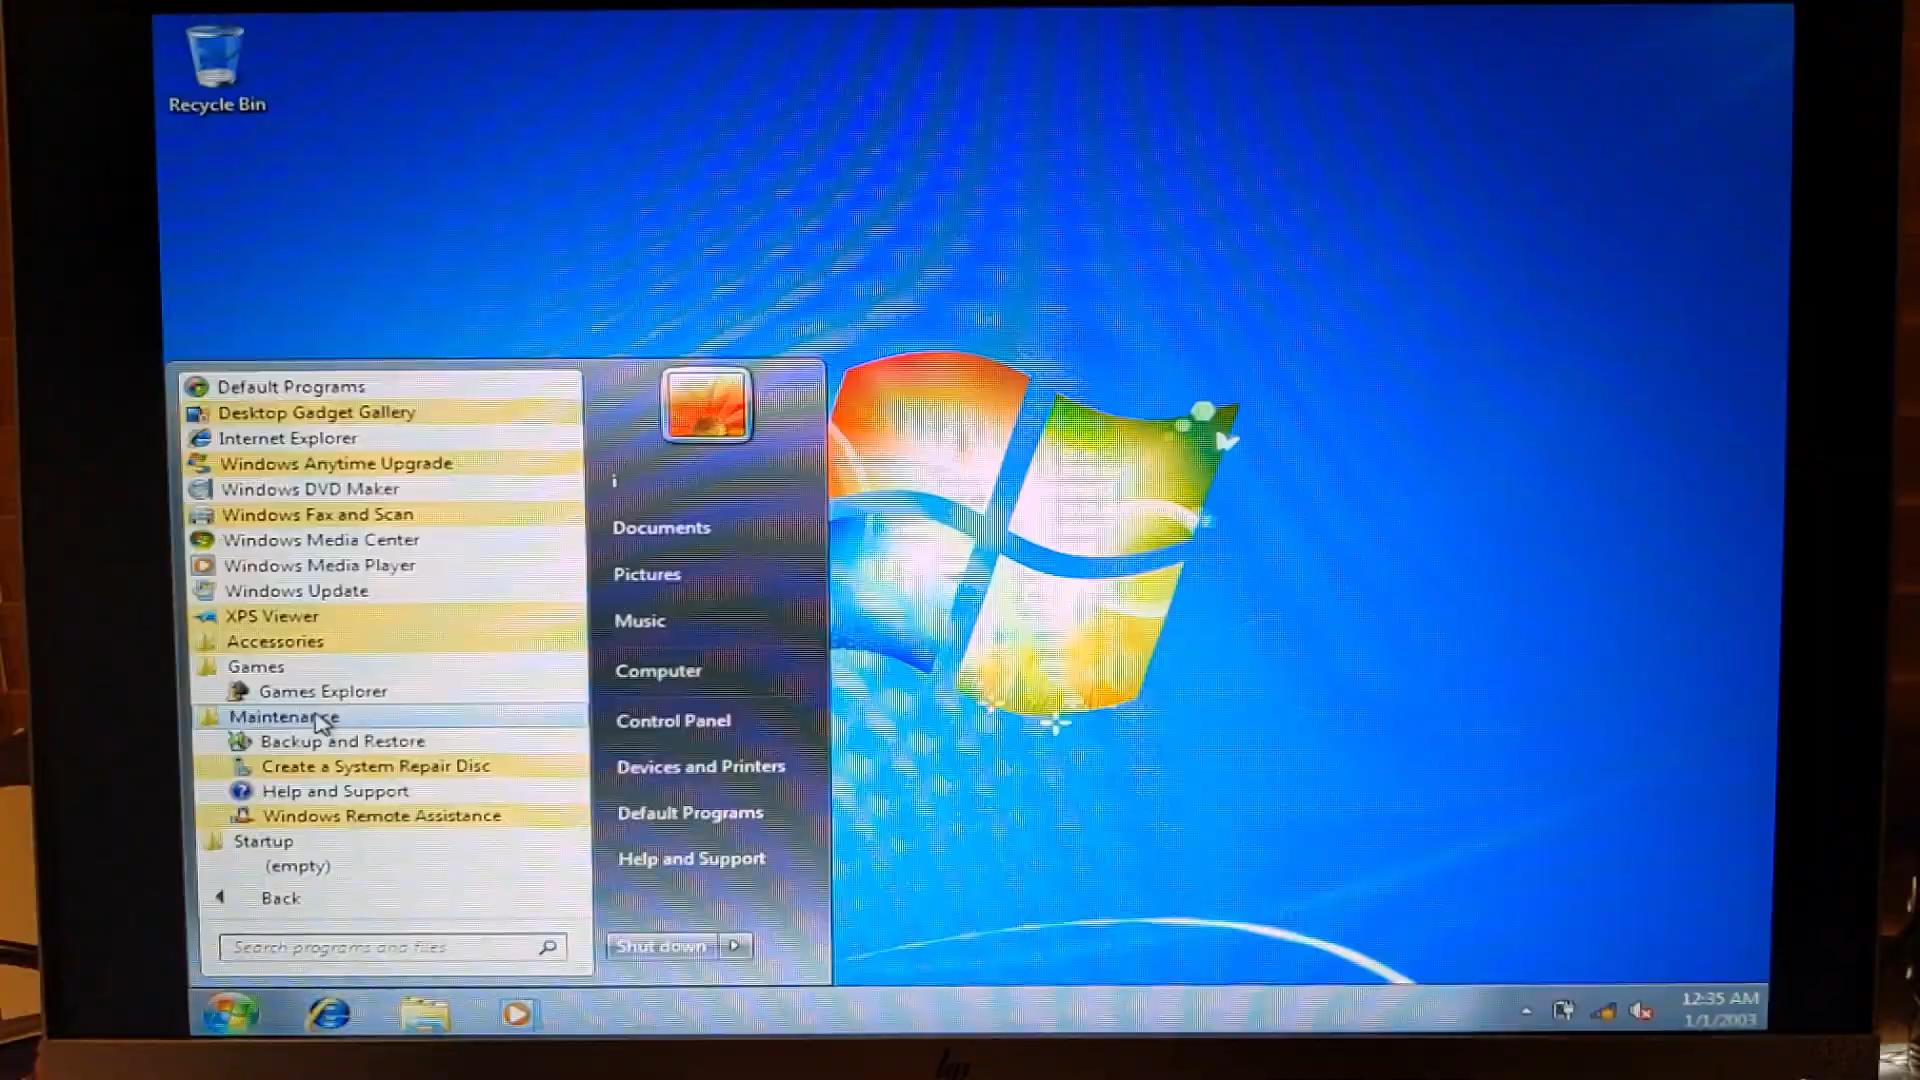 Recycle Bin
Default Programs
Desktop Gadget Gallery
Internet Explorer
Windows Anytime Upgrade
Windows DVD Maker
Windows Fax and Scan
Windows Media Center
Windows Media Player
Windows Update
XPS Viewer
Accessories
Games
Games Explorer
Maintenance
Backup and Restore
Create a System Repair Disc
Help and Support
Windows Remote Assistance
Startup
(empty)
Back
Search programs and files
i
Documents
Pictures
Music
Computer
Control Panel
Devices and Printers
Default Programs
Help and Support
Shut down
12:35 AM
1/1/2003
hp